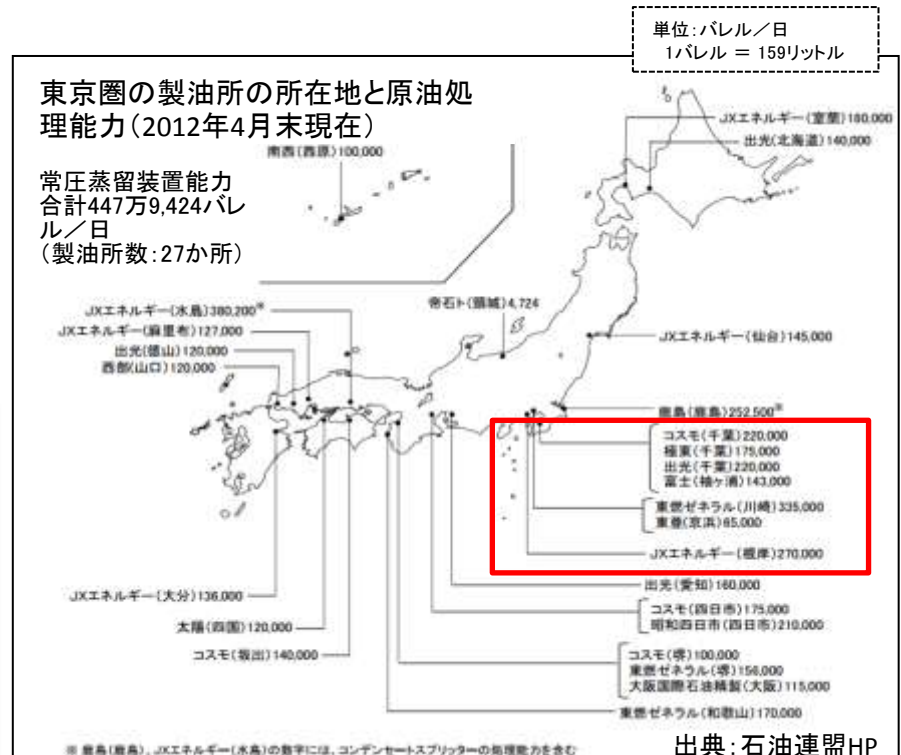 単位:バレル/日
1バレル = 159リットル
東京圏の製油所の所在地と原油処
理能力(2012年4月末現在)
常圧蒸留装置能力
合計447万9,424バレ
ル/日
(製油所数:27か所)
南西(西原)100,000
JXエネルギー(室蘭)180,000
出光(北海道)140,000
帝石ト(頸城)4,724
JXエネルギー(水島)380,200※
JXエネルギー(麻里布)127,000
出光(徳山)120,000
西部(山口)120,000
JXエネルギー(仙台)145,000
鹿島(鹿島)252,500※
コスモ(千葉)220,000
極東(千葉)175,000
出光(千葉)220,000
富士(袖ヶ浦)143,000
東燃ゼネラル(川崎)335,000
東亜(京浜)65,000
JXエネルギー(根岸)270,000
出光(愛知)160,000
コスモ(四日市)175,000
昭和四日市(四日市)210,000
JXエネルギー(大分)136,000
太陽(四国)120,000
コスモ(坂出)140,000
コスモ(堺)100,000
東燃ゼネラル(堺)156,000
大阪国際石油精製(大阪)115,000
東燃ゼネラル(和歌山)170,000
※ 鹿島(鹿島)、JXエネルギー(水島)の数字には、コンデンセートスプリッターの処理能力を含む
出典:石油連盟HP